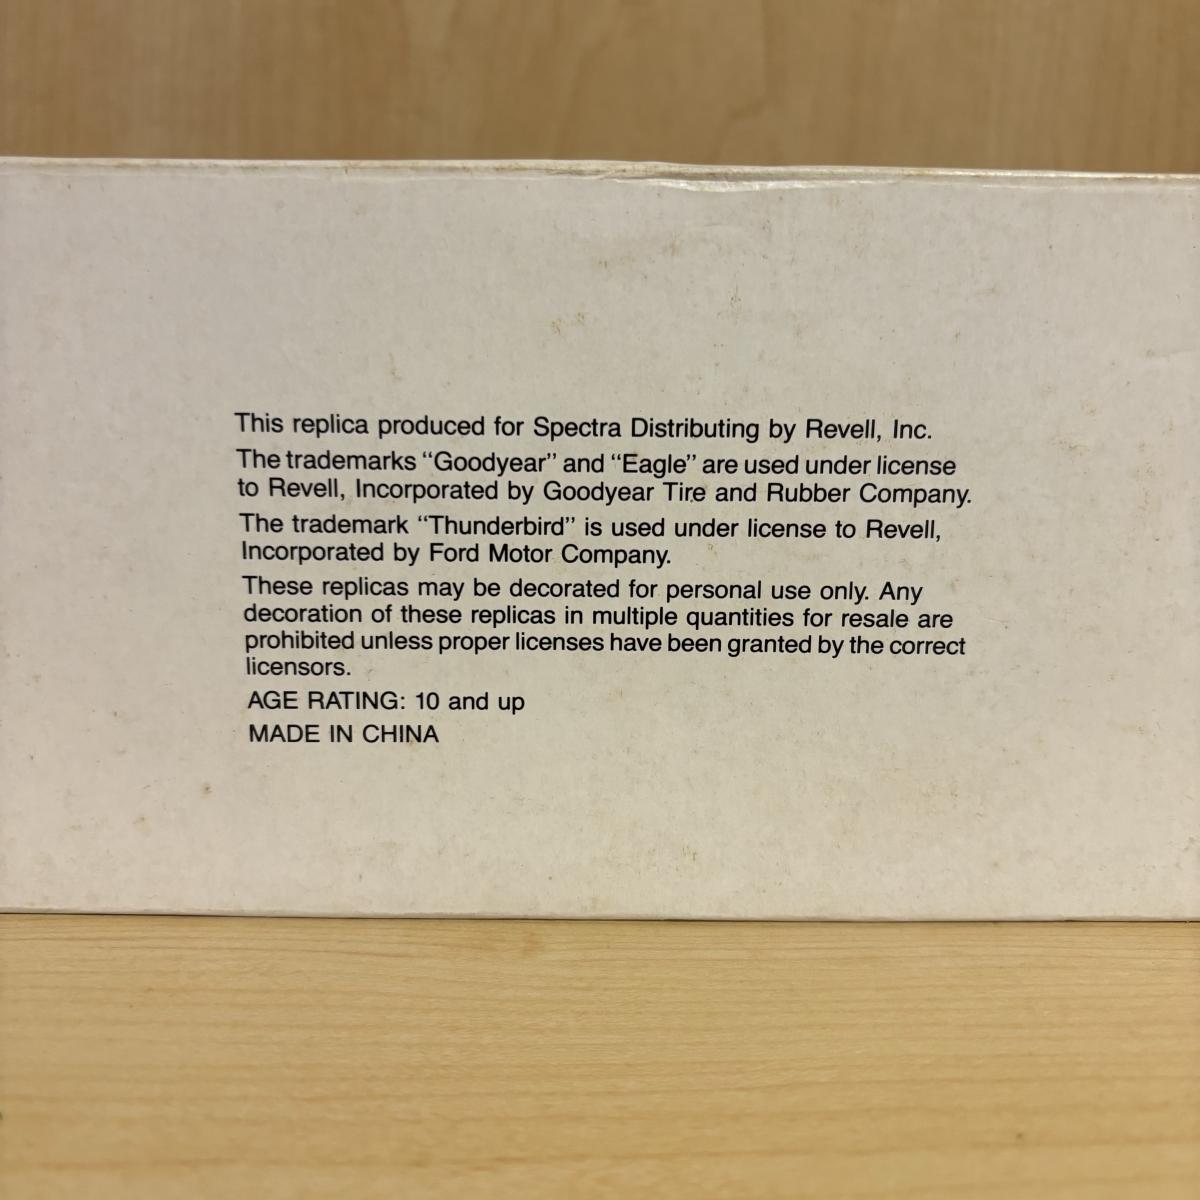 This replica produced for Spectra Distributing by Revell, Inc.
The trademarks “Goodyear” and “Eagle” are used under license
to Revell, Incorporated by Goodyear Tire and Rubber Company.
The trademark “Thunderbird” is used under license to Revell,
Incorporated by Ford Motor Company.
These replicas may be decorated for personal use only. Any
decoration of these replicas in multiple quantities for resale are
prohibited unless proper licenses have been granted by the correct
licensors.
AGE RATING: 10 and up
MADE IN CHINA